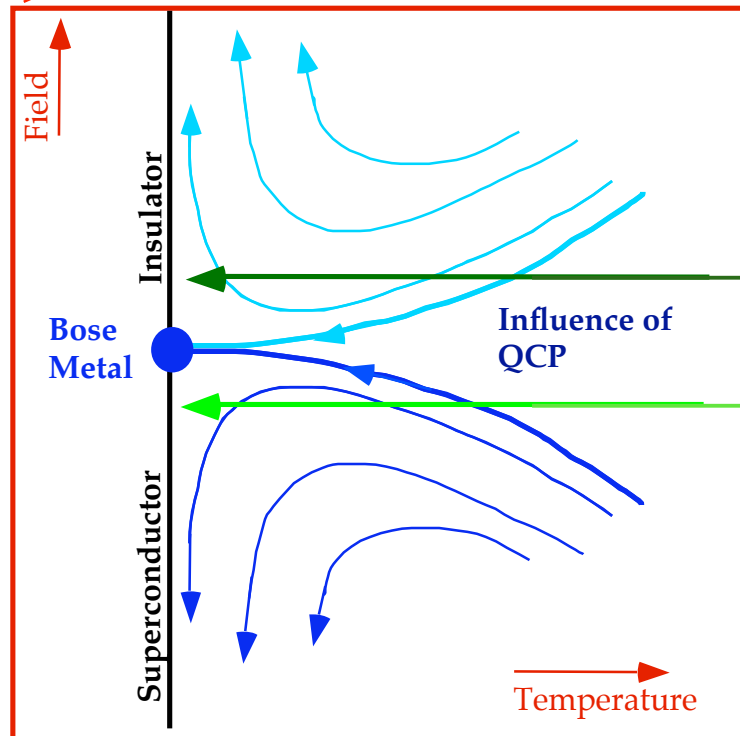 Field
Insulator
Bose
Metal
Influence of
QCP
Superconductor
Temperature